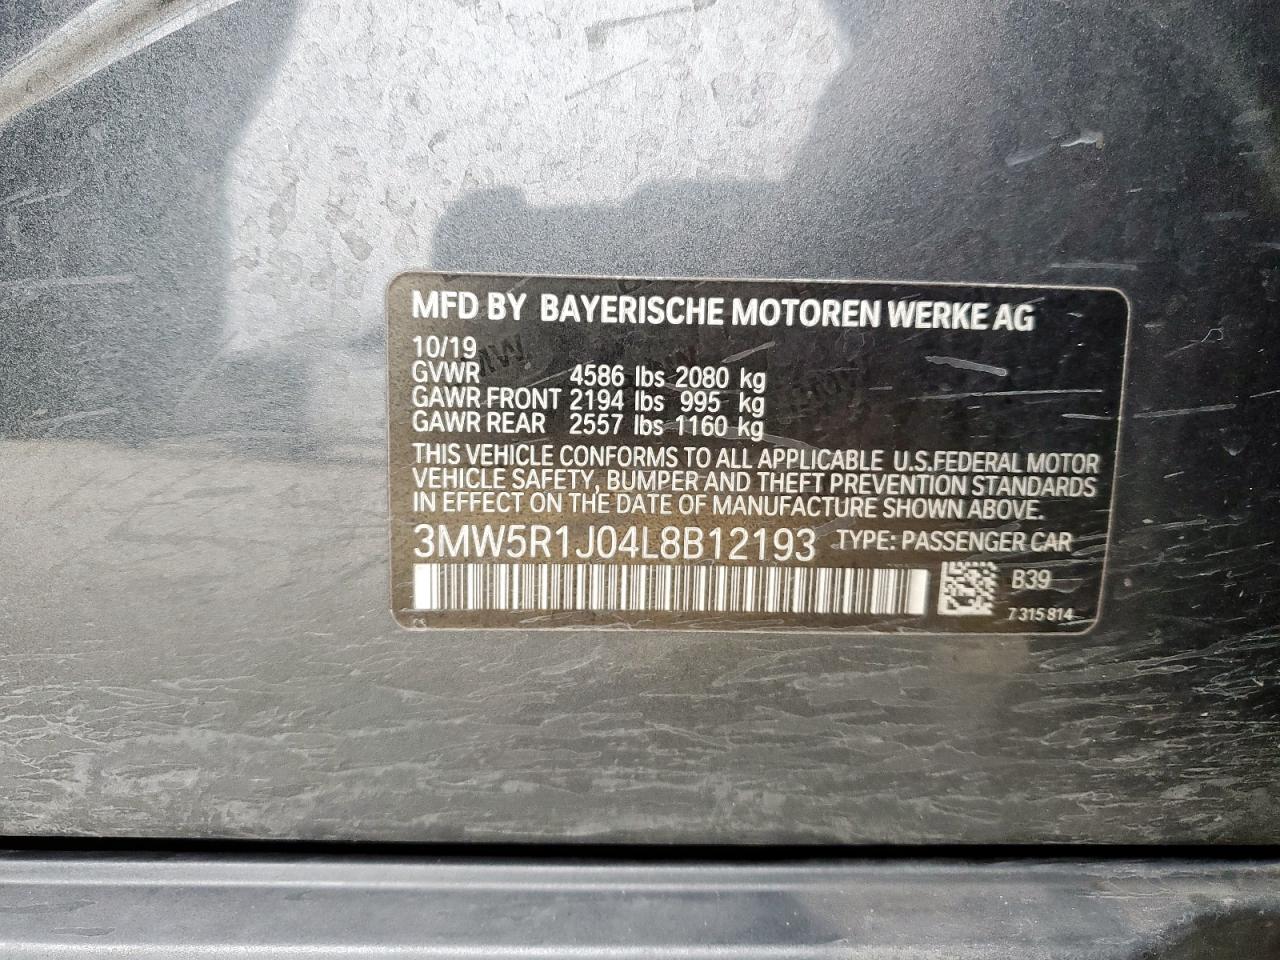 MFD BY BAYERISCHE MOTOREN WERKE AG
10/19
GVWR 4586 lbs 2080 kg
GAWR FRONT 2194 lbs 995 kg
GAWR REAR 2557 lbs 1160 kg
THIS VEHICLE CONFORMS TO ALL APPLICABLE U.S.FEDERAL MOTOR
VEHICLE SAFETY, BUMPER AND THEFT PREVENTION STANDARDS
IN EFFECT ON THE DATE OF MANUFACTURE SHOWN ABOVE.
3MW5R1J04L8B12193 TYPE: PASSENGER CAR
B39
7 315 814